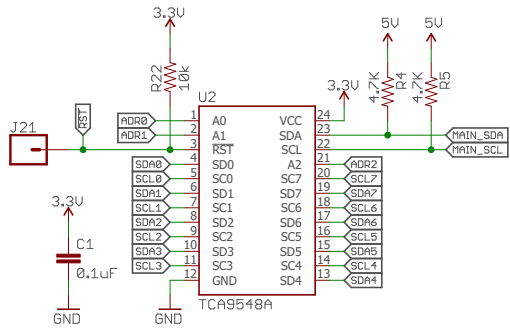 3.3V
5V
5V
R22
10k
4.7K
R4
4.7K
R5
3.3V
U2
RST
J21
ADR0
1
A0
VCC
24
ADR1
2
A1
SDA
23
MAIN_SDA
3
RST
SCL
22
MAIN_SCL
SDA0
4
SD0
A2
21
ADR2
SCL0
5
SC0
SC7
20
SCL7
SDA1
6
SD1
SD7
19
SDA7
SCL1
7
SC1
SC6
18
SCL6
SDA2
8
SD2
SD6
17
SDA6
SCL2
9
SC2
SC5
16
SCL5
SDA3
10
SD3
SD5
15
SDA5
SCL3
11
SC3
SC4
14
SCL4
12
GND
SD4
13
SDA4
3.3V
C1
0.1uF
GND
GND
TCA9548A